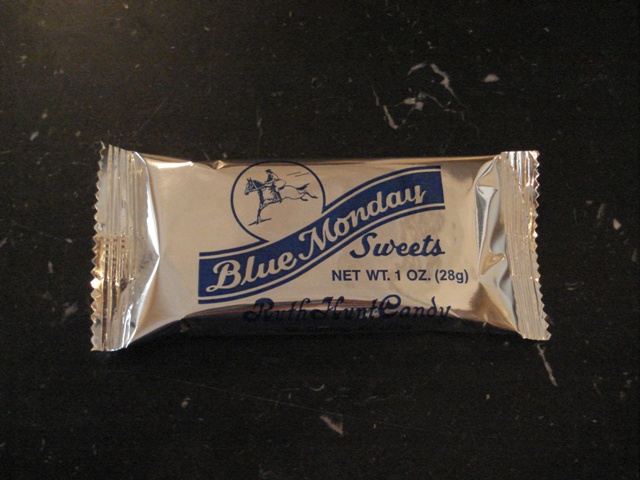 Blue Monday
Sweets
NET WT. 1 OZ. (28g)
Ruth Hunt Candy